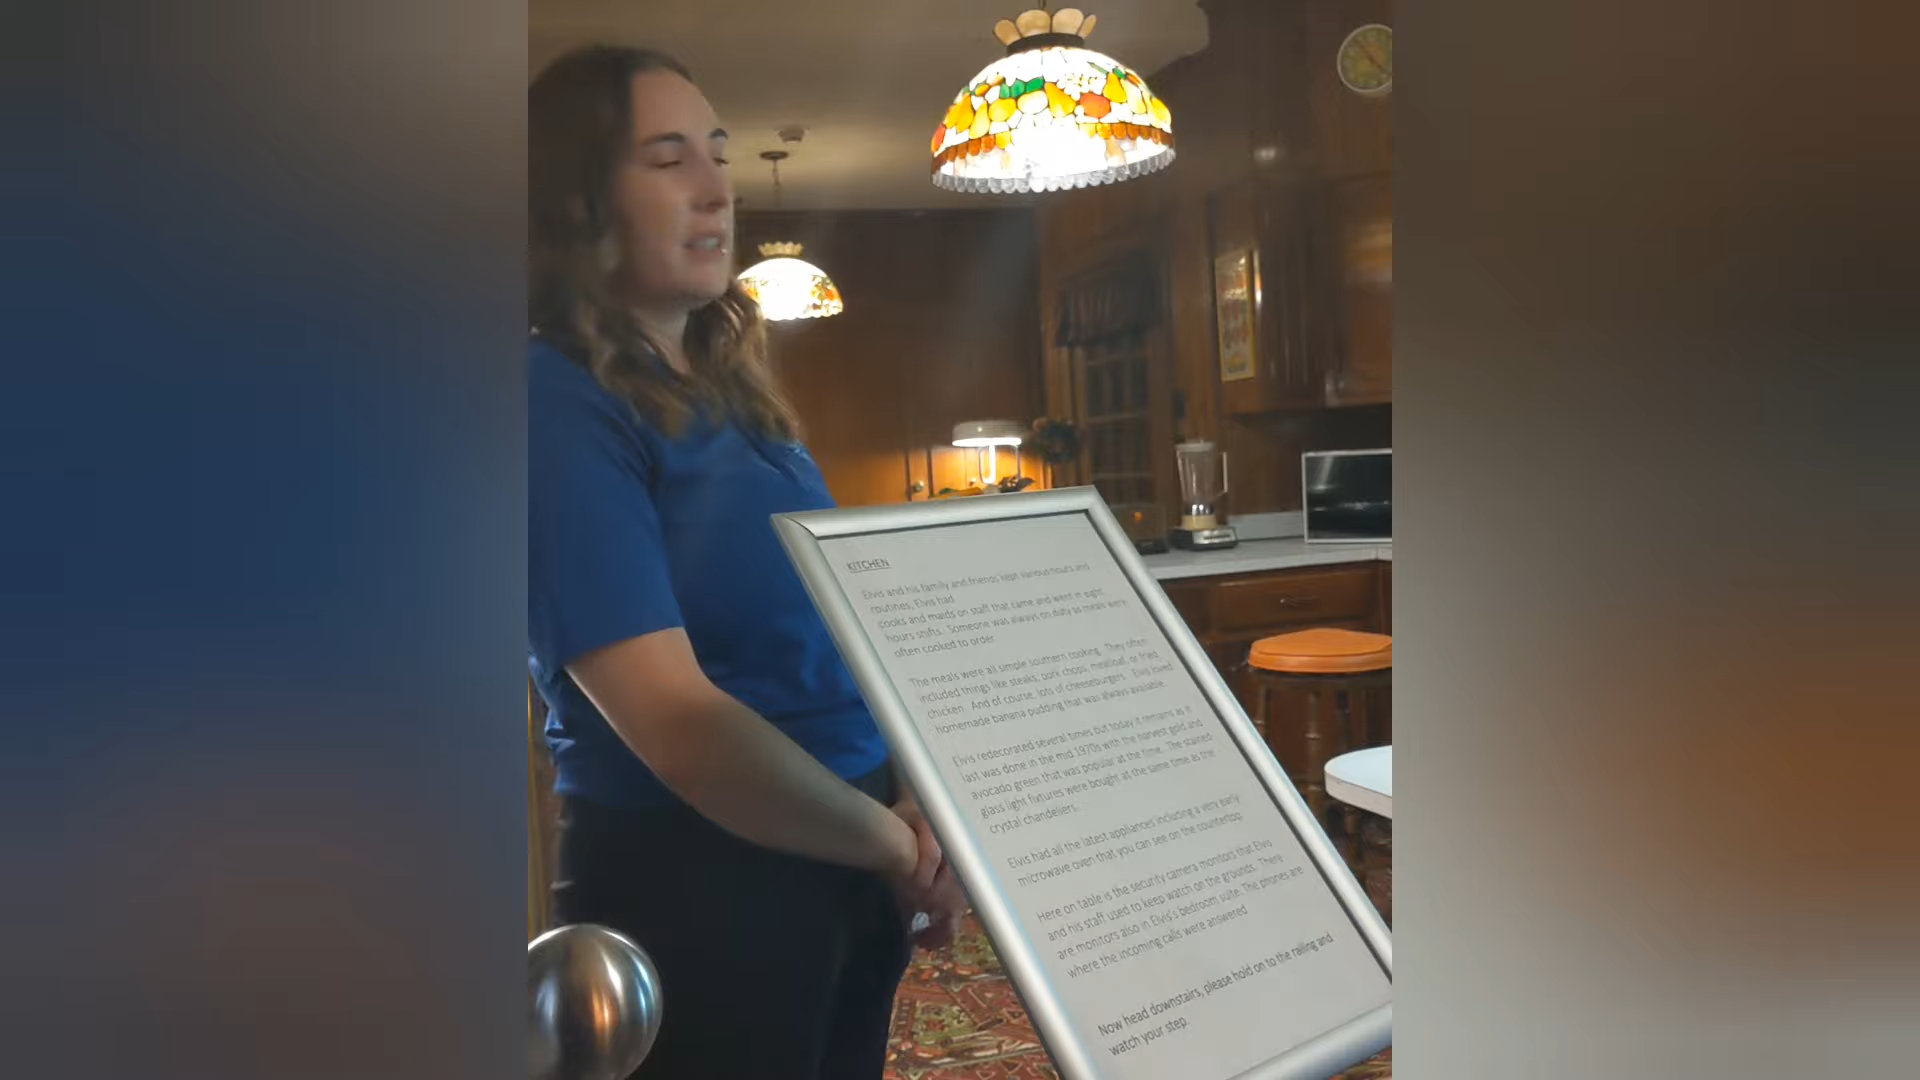 KITCHEN
Elvis and his family and friends kept various hours and
routines, Elvis had
cooks and maids on staff that came and went in eight
hours shifts. Someone was always on duty as meals were
often cooked to order.
The meals were all simple southern cooking. They often
included things like steaks, pork chops, meatloaf, or fried
chicken. And of course, lots of cheeseburgers. Elvis loved
homemade banana pudding that was always available.
Elvis redecorated several times but today it remains as it
last was done in the mid 1970s with the harvest gold and
avocado green that was popular at the time. The stained
glass light fixtures were bought at the same time as the
crystal chandeliers.
Elvis had all the latest appliances including a very early
microwave oven that you can see on the countertop.
Here on table is the security camera monitors that Elvis
and his staff used to keep watch on the grounds. There
are monitors also in Elvis's bedroom suite. The phones are
where the incoming calls were answered
Now head downstairs, please hold on to the railing and
watch your step.